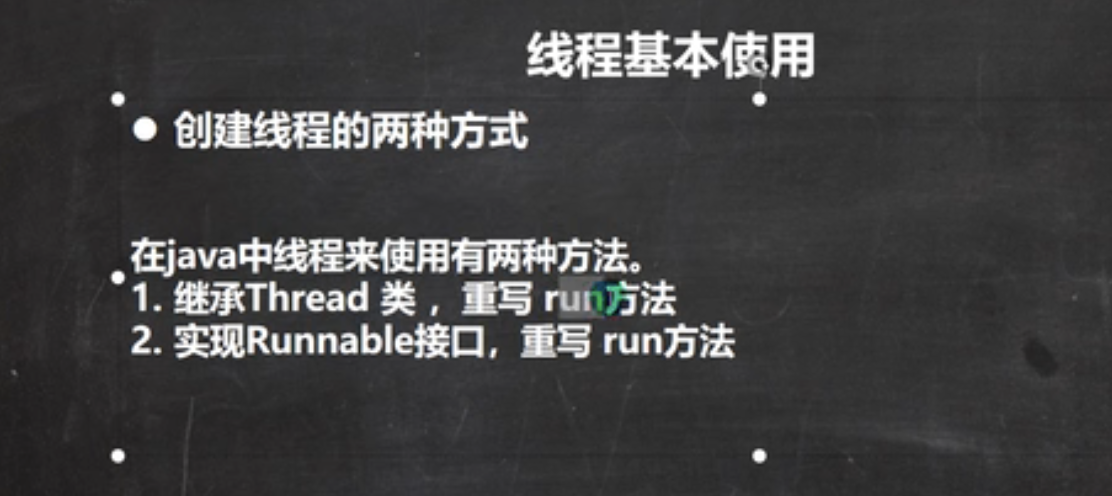 线程基本使用
● 创建线程的两种方式
在java中线程来使用有两种方法。
1. 继承Thread 类 ，重写 run方法
2. 实现Runnable接口，重写 run方法